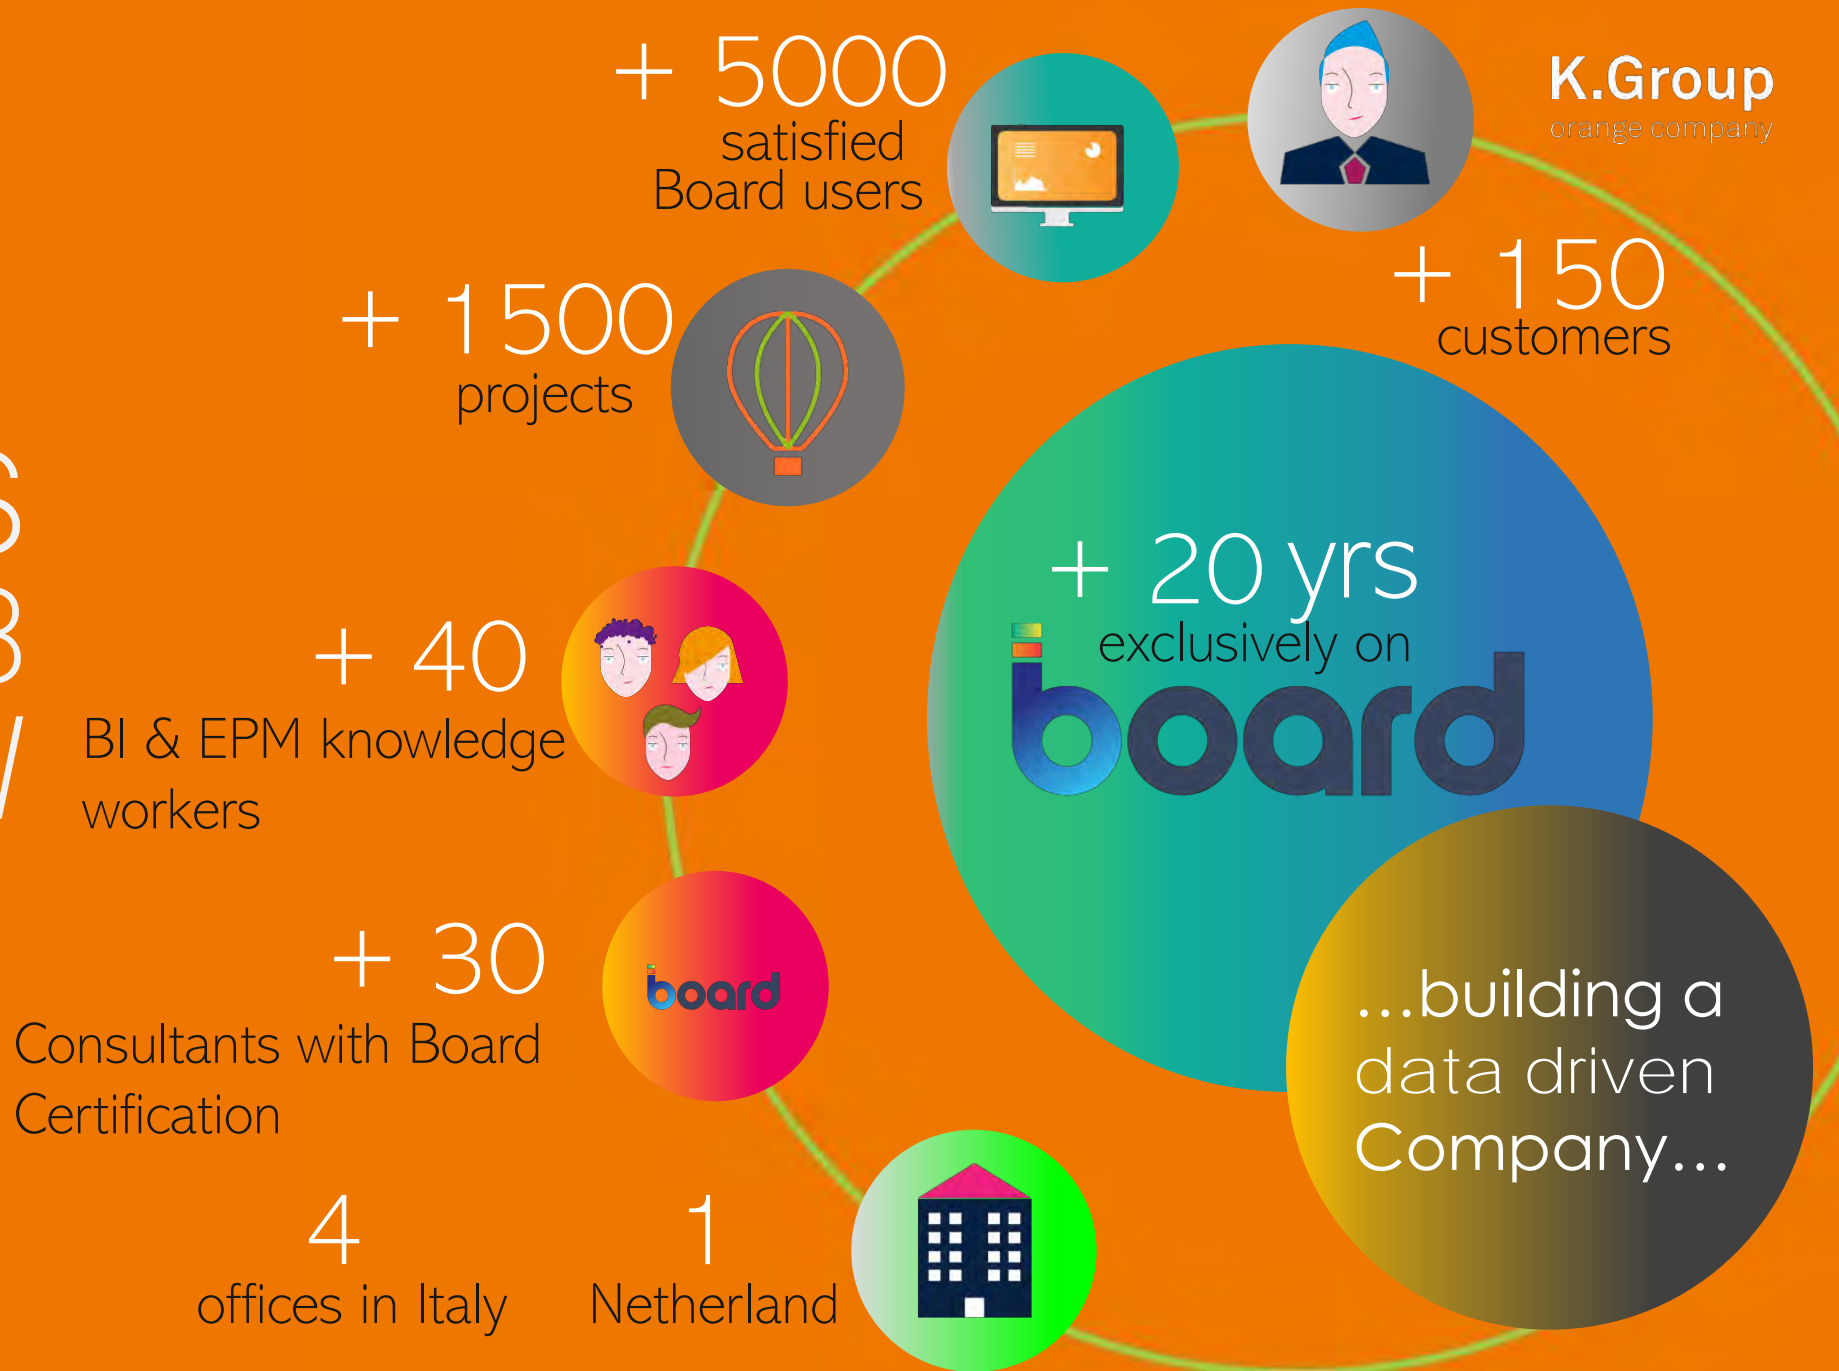 + 5000
satisfied
Board users
K.Group
orange company
+ 150
customers
+ 1500
projects
+ 20 yrs
exclusively on
board
+ 40
BI & EPM knowledge
workers
+ 30
Consultants with Board
Certification
board
...building a
data driven
Company...
4
offices in Italy
1
Netherland